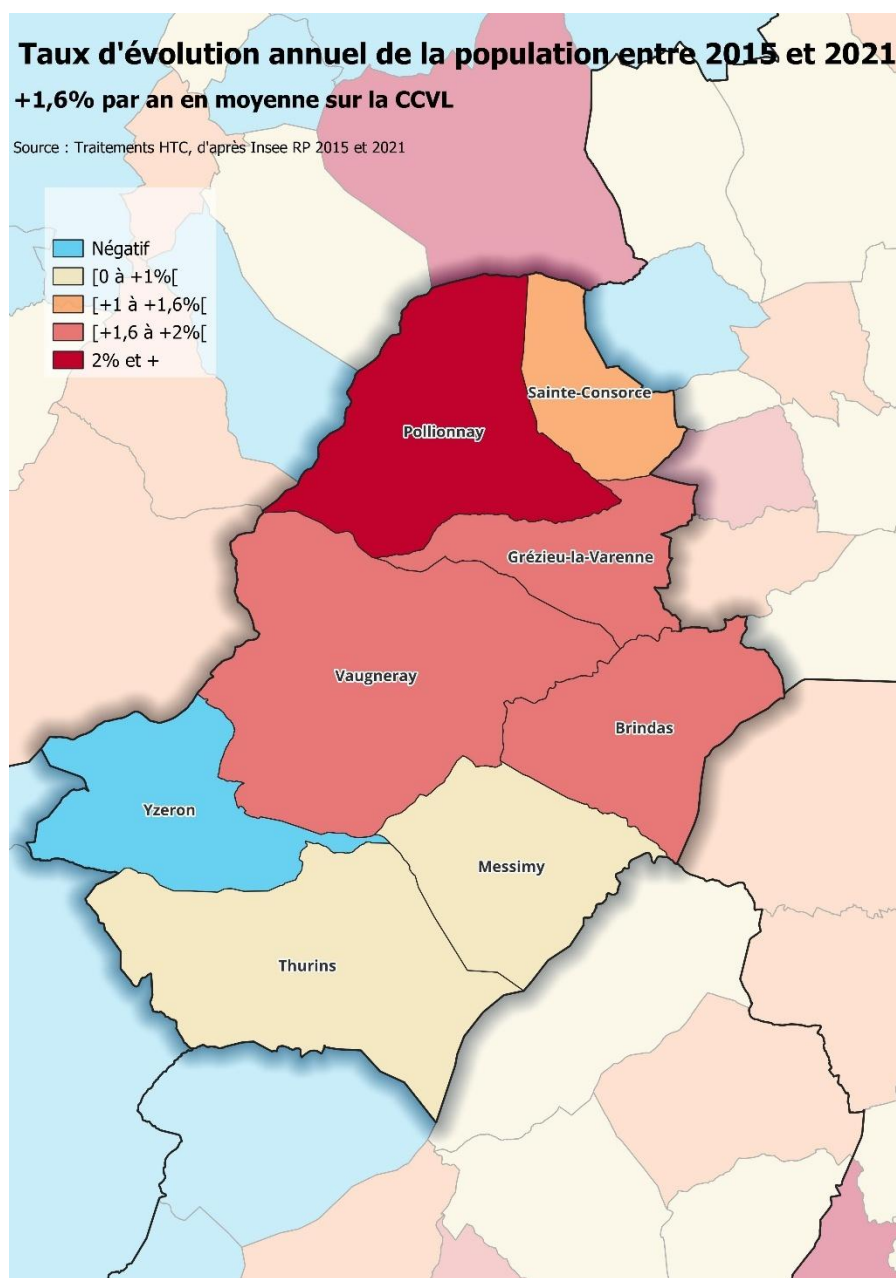 Taux d'évolution annuel de la population entre 2015 et 2021
+1,6% par an en moyenne sur la CCVL
Source : Traitements HTC, d'après Insee RP 2015 et 2021
Négatif
[0 à +1%[
[+1 à +1,6%[
[+1,6 à +2%[
2% et +
Sainte-Consorce
Pollionnay
Grézieu-la-Varenne
Vaugneray
Brindas
Yzeron
Messimy
Thurins